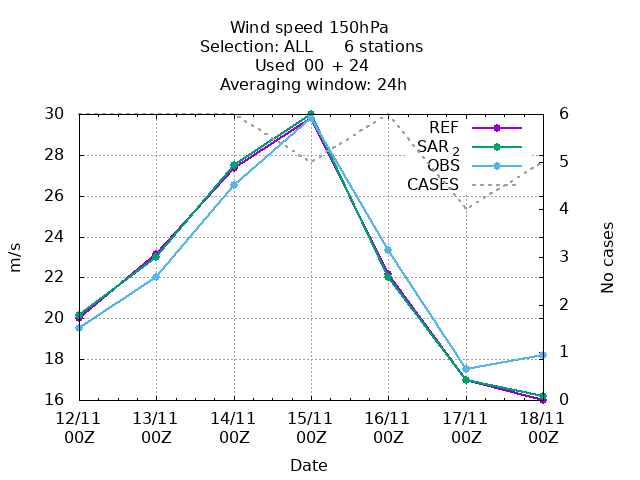 Wind speed 150hPa
Selection: ALL 6 stations
Used 00 + 24
Averaging window: 24h
30 6
REF
28 SAR 2
5
OBS
26 CASES
4
24
m/s 3 No cases
22
20 2
18 1
16 0
12/11 13/11 14/11 15/11 16/11 17/11 18/11
00Z 00Z 00Z 00Z 00Z 00Z 00Z
Date